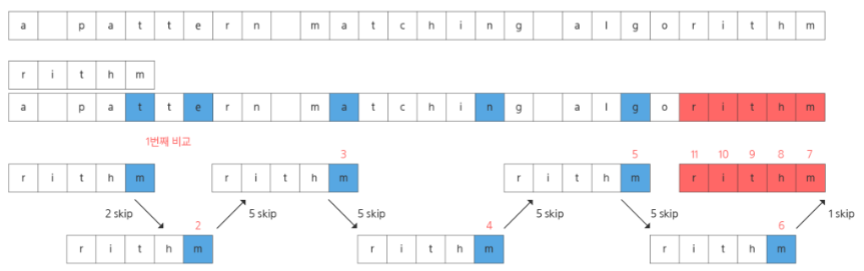 a p a t t e r n m a t c h i n g a l g o r i t h m
r i t h m
a p a t t e r n m a t c h i n g a l g o r i t h m
1번째 비교
3 5 11 10 9 8 7
r i t h m r i t h m r i t h m r i t h m
2 skip 5 skip 5 skip 5 skip 5 skip 1 skip
2 4 6
r i t h m r i t h m r i t h m